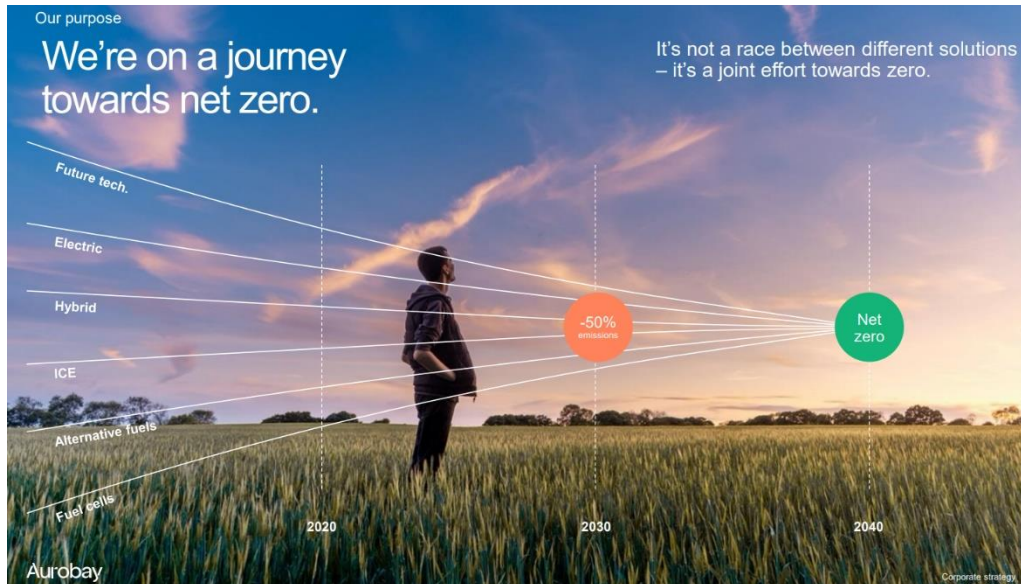 Our purpose
We’re on a journey
towards net zero.
It’s not a race between different solutions
– it’s a joint effort towards zero.
Future tech.
Electric
Hybrid
ICE
Alternative fuels
Fuel cells
-50%
emissions
Net
zero
2020
2030
2040
Aurobay
Corporate strategy